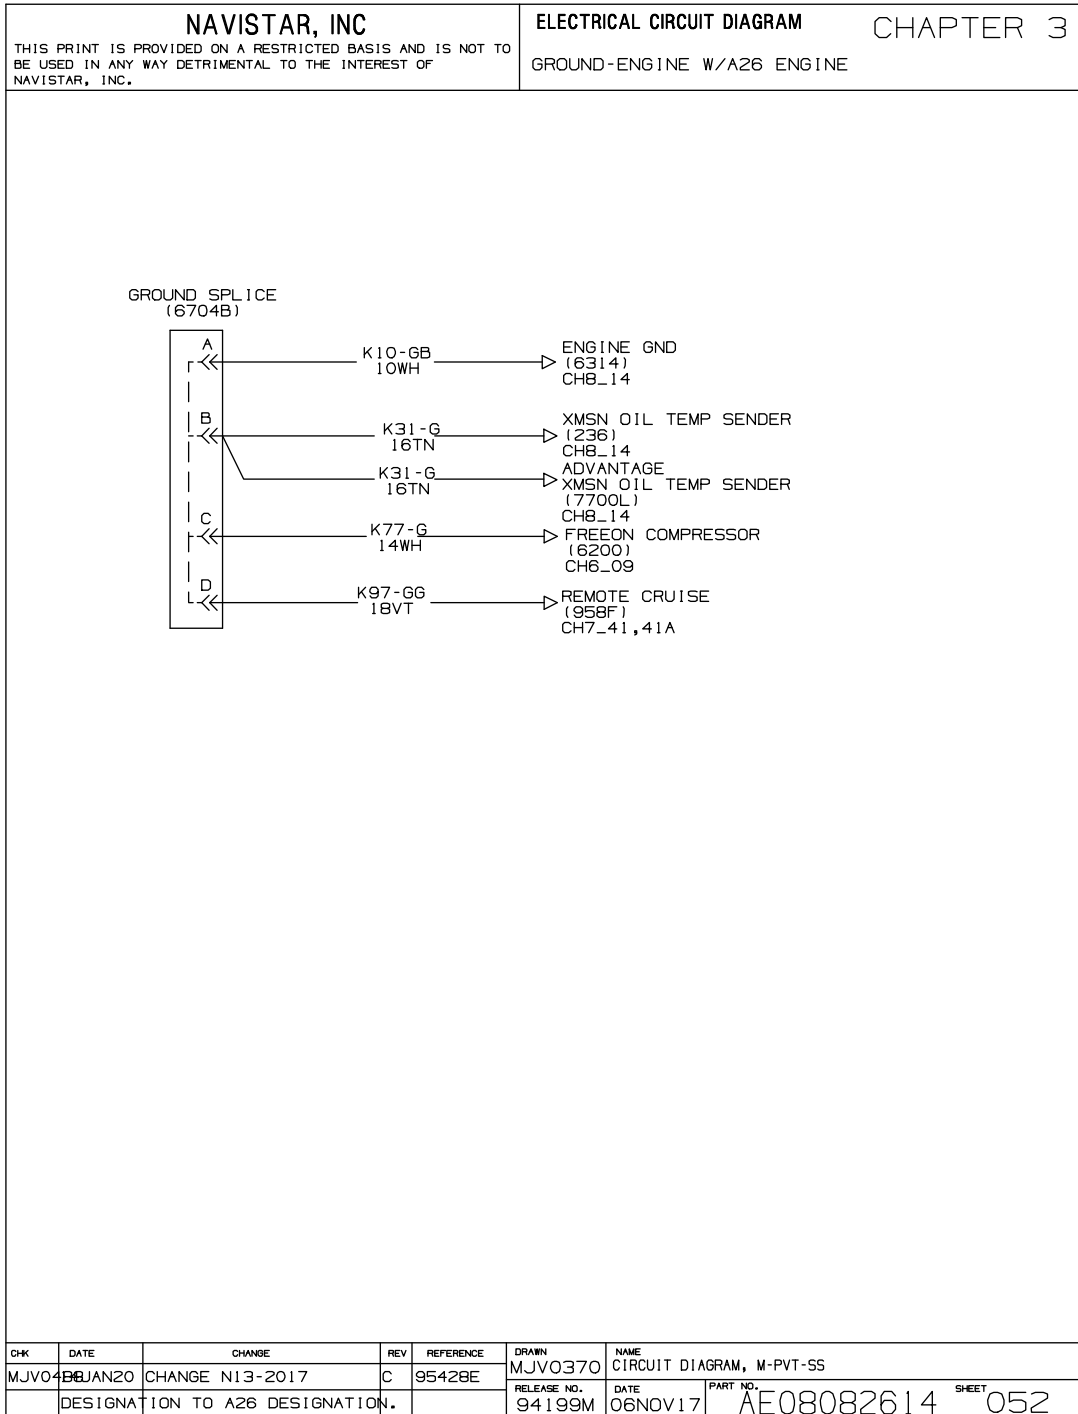 NAVISTAR, INC
THIS PRINT IS PROVIDED ON A RESTRICTED BASIS AND IS NOT TO
BE USED IN ANY WAY DETRIMENTAL TO THE INTEREST OF
NAVISTAR, INC.
ELECTRICAL CIRCUIT DIAGRAM
CHAPTER 3
GROUND-ENGINE W/A26 ENGINE
GROUND SPLICE
(6704B)
A
K10-GB
10WH
ENGINE GND
(6314)
CH8_14
B
K31-G
16TN
XMSN OIL TEMP SENDER
(236)
CH8_14
K31-G
16TN
ADVANTAGE
XMSN OIL TEMP SENDER
(7700L)
CH8_14
C
K77-G
14WH
FREEON COMPRESSOR
(6200)
CH6_09
D
K97-GG
18VT
REMOTE CRUISE
(958F)
CH7_41,41A
CHK DATE CHANGE REV REFERENCE
JAN20 CHANGE N13-2017 C 95428E
DESIGNATION TO A26 DESIGNATION.
DRAWN
MJV0370
NAME
CIRCUIT DIAGRAM, M-PVT-SS
RELEASE NO.
94199M
DATE
06NOV17
PART NO.
AE08082614
SHEET
052